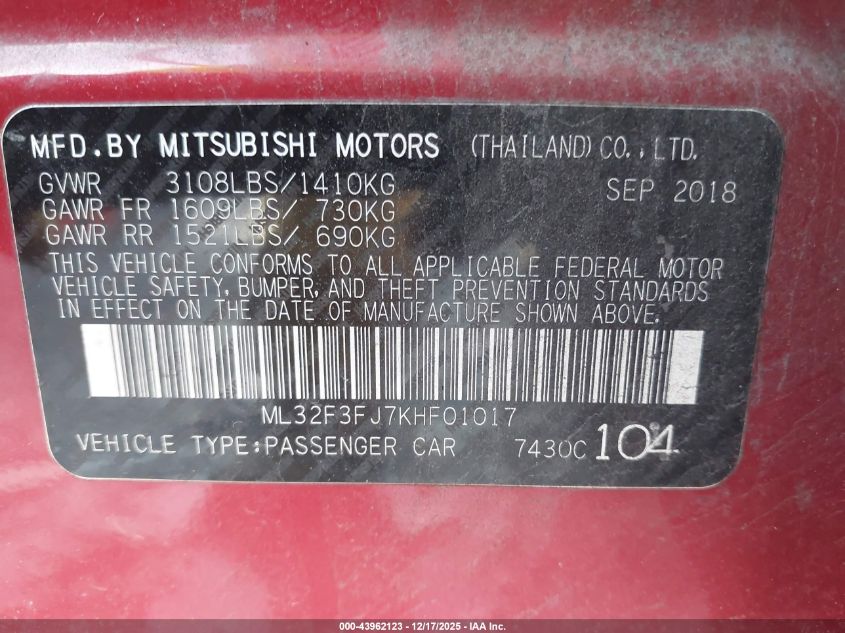 MFD.BY MITSUBISHI MOTORS (THAILAND) CO., LTD.
GVWR 3108LBS/1410KG SEP 2018
GAWR FR 1609LBS/ 730KG
GAWR RR 1521LBS/ 690KG
THIS VEHICLE CONFORMS TO ALL APPLICABLE FEDERAL MOTOR
VEHICLE SAFETY, BUMPER, AND THEFT PREVENTION STANDARDS
IN EFFECT ON THE DATE OF MANUFACTURE SHOWN ABOVE.
ML32F3FJ7KHF01017
VEHICLE TYPE:PASSENGER CAR 7430C 104
000-43962123 - 12/17/2025 - IAA Inc.